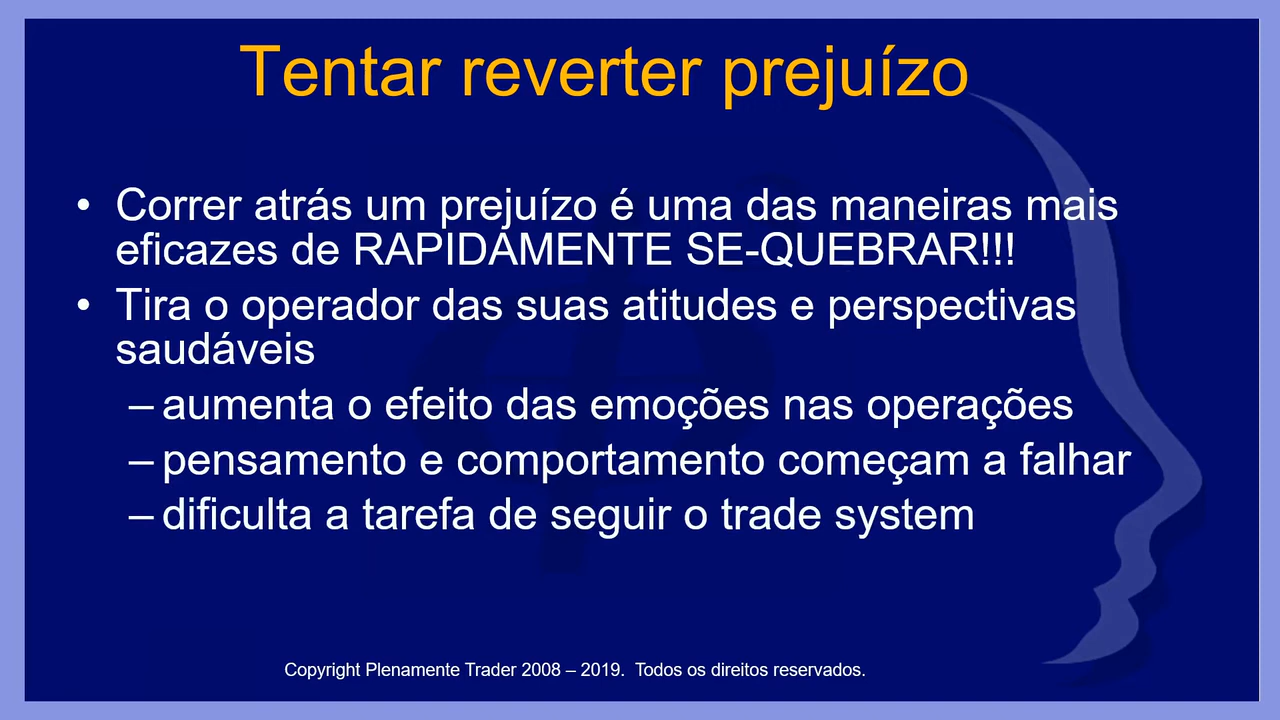 Tentar reverter prejuízo
• Correr atrás um prejuízo é uma das maneiras mais
eficazes de RAPIDAMENTE SE-QUEBRAR!!!
• Tira o operador das suas atitudes e perspectivas
saudáveis
– aumenta o efeito das emoções nas operações
– pensamento e comportamento começam a falhar
– dificulta a tarefa de seguir o trade system
Copyright Plenamente Trader 2008 – 2019. Todos os direitos reservados.